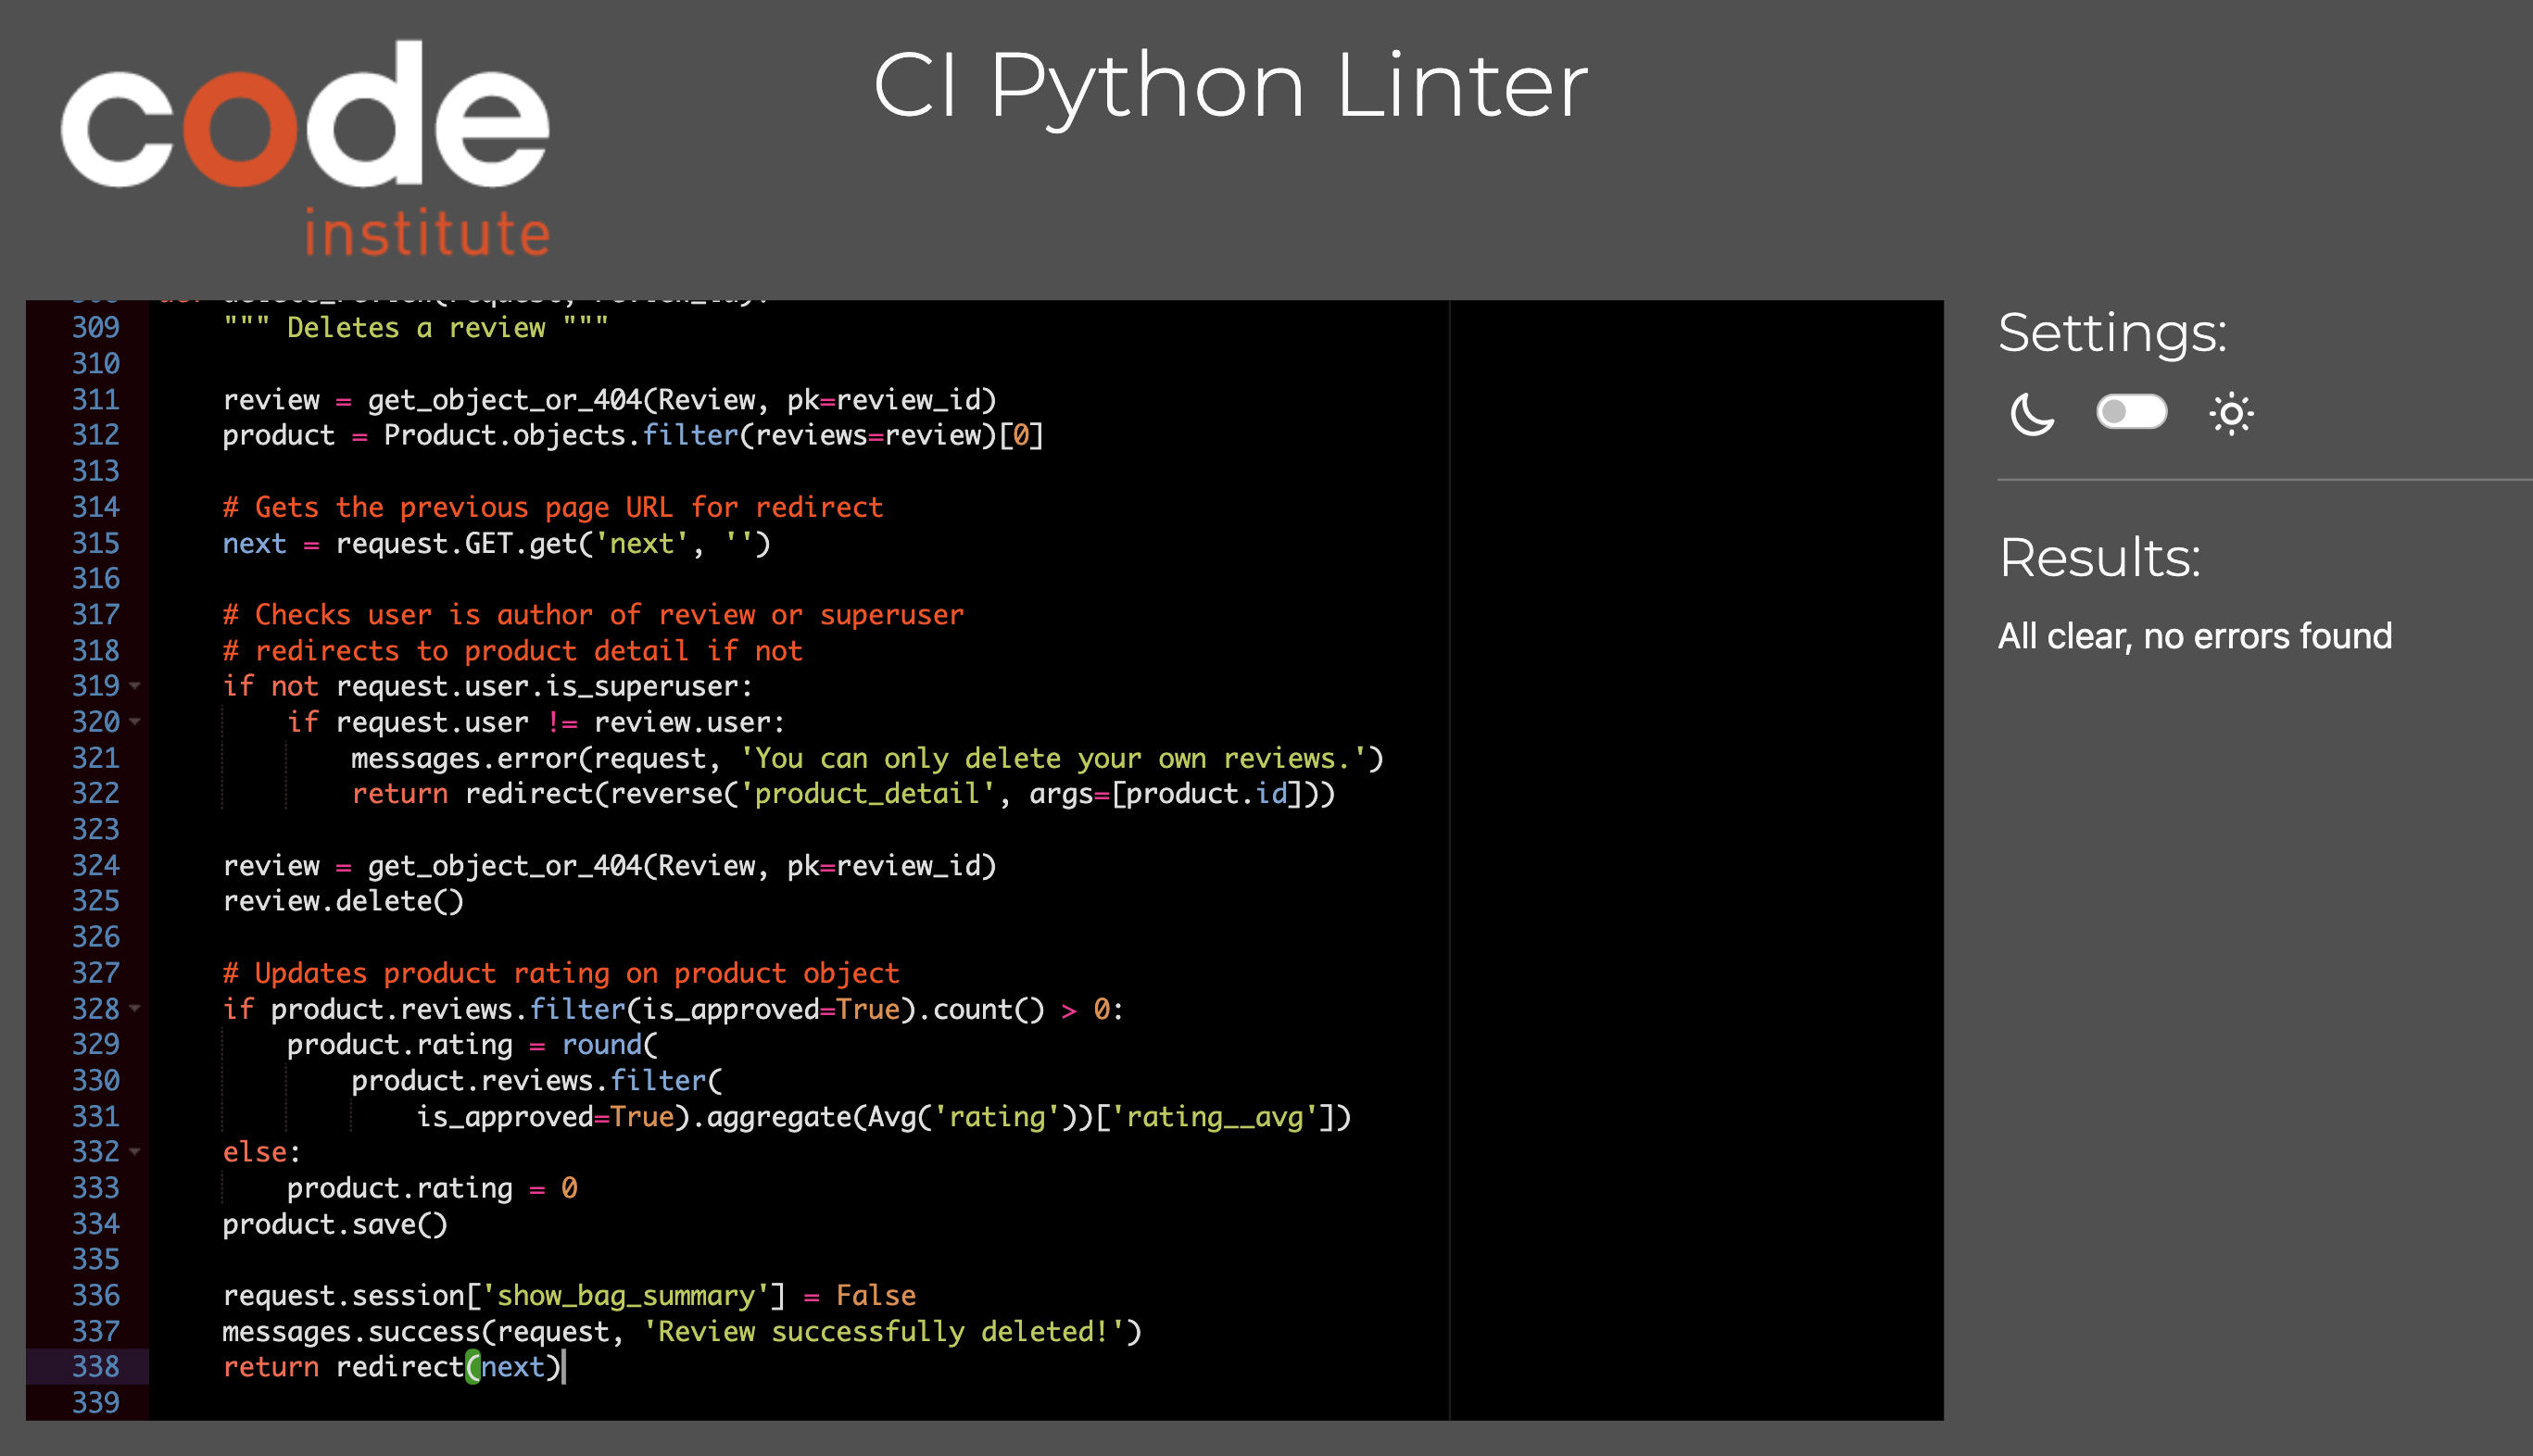 code
institute
CI Python Linter
309     """ Deletes a review """
310
311     review = get_object_or_404(Review, pk=review_id)
312     product = Product.objects.filter(reviews=review)[0]
313
314     # Gets the previous page URL for redirect
315     next = request.GET.get('next', '')
316
317     # Checks user is author of review or superuser
318     # redirects to product detail if not
319     if not request.user.is_superuser:
320         if request.user != review.user:
321             messages.error(request, 'You can only delete your own reviews.')
322             return redirect(reverse('product_detail', args=[product.id]))
323
324     review = get_object_or_404(Review, pk=review_id)
325     review.delete()
326
327     # Updates product rating on product object
328     if product.reviews.filter(is_approved=True).count() > 0:
329         product.rating = round(
330             product.reviews.filter(
331                 is_approved=True).aggregate(Avg('rating'))['rating__avg'])
332     else:
333         product.rating = 0
334     product.save()
335
336     request.session['show_bag_summary'] = False
337     messages.success(request, 'Review successfully deleted!')
338     return redirect(next)
339
Settings:
Results:
All clear, no errors found